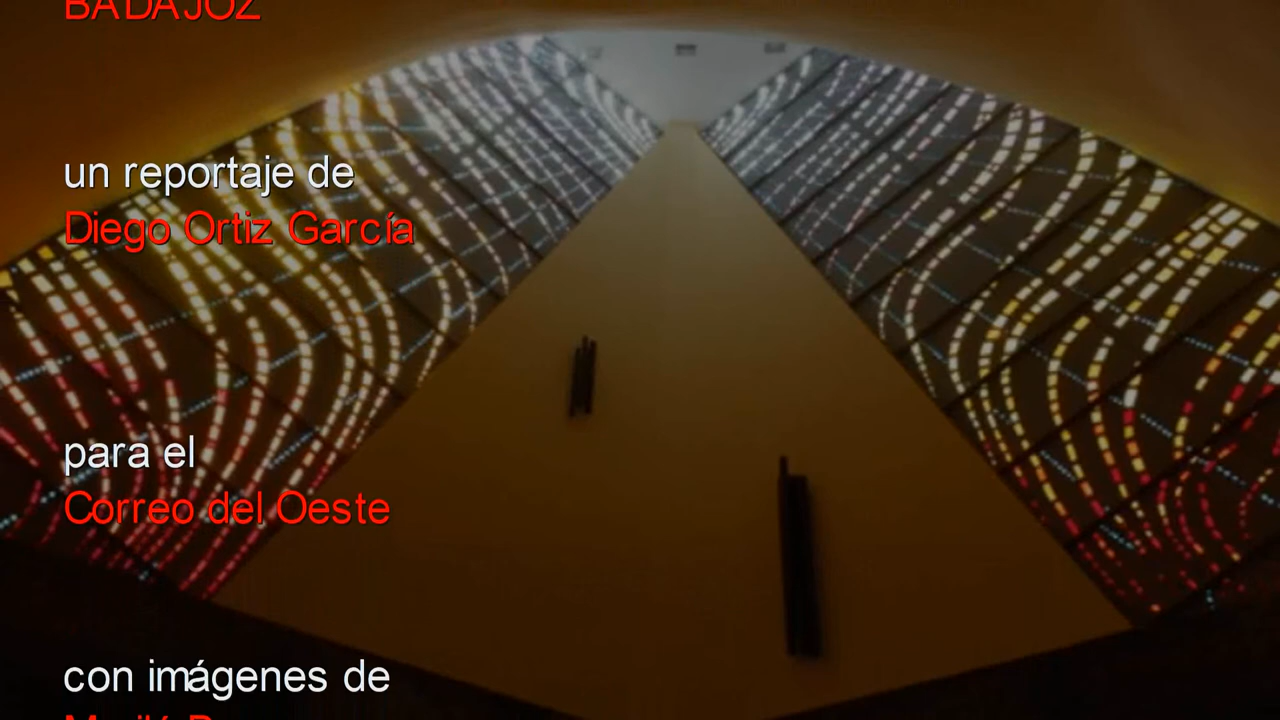 BADAJOZ
un reportaje de
Diego Ortiz García
para el
Correo del Oeste
con imágenes de